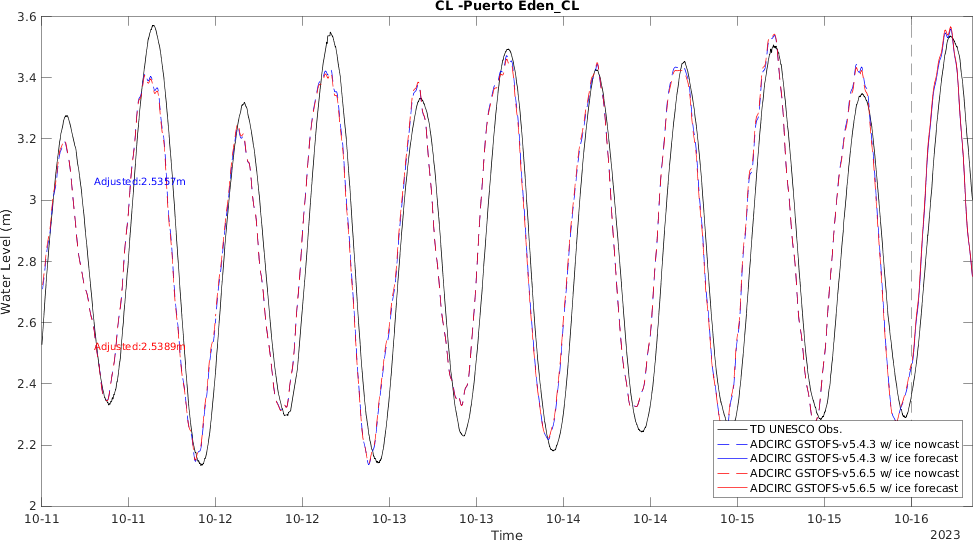 CL -Puerto Eden_CL
3.6
3.4
3.2
3
2.8
2.6
2.4
2.2
2
Water Level (m)
Adjusted:2.5357m
Adjusted:2.5389m
TD UNESCO Obs.
ADCIRC GSTOFS-v5.4.3 w/ ice nowcast
ADCIRC GSTOFS-v5.4.3 w/ ice forecast
ADCIRC GSTOFS-v5.6.5 w/ ice nowcast
ADCIRC GSTOFS-v5.6.5 w/ ice forecast
10-11 10-11 10-12 10-12 10-13 10-13 10-14 10-14 10-15 10-15 10-16
Time
2023